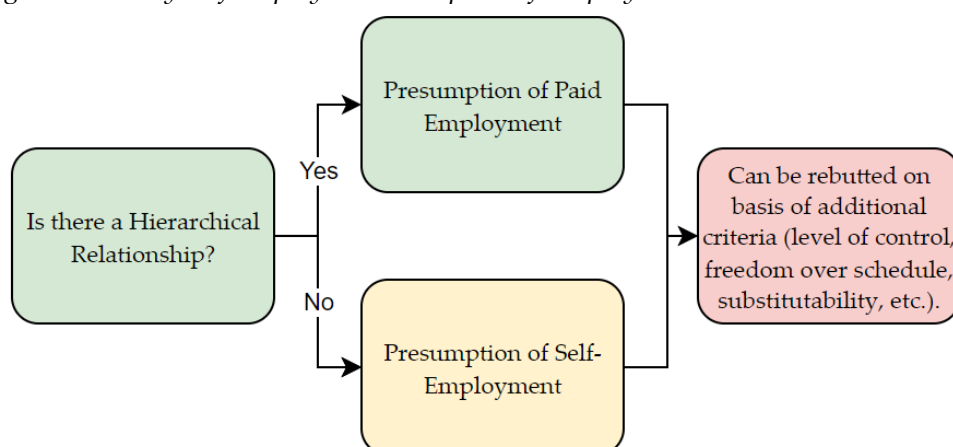 Presumption of Paid
Employment
Yes
Is there a Hierarchical
Relationship?
No
Presumption of Self-
Employment
Can be rebutted on
basis of additional
criteria (level of control,
freedom over schedule,
substitutability, etc.).